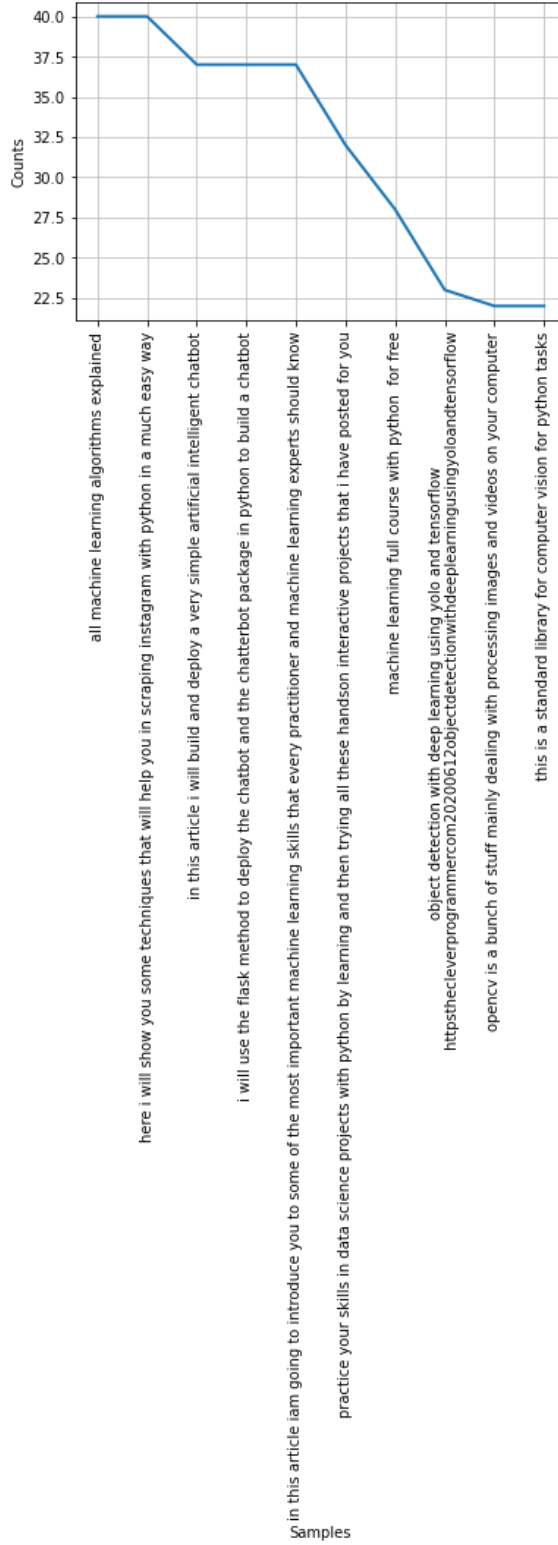 40.0
37.5
35.0
32.5
30.0
27.5
25.0
22.5
Counts
all machine learning algorithms explained
here i will show you some techniques that will help you in scraping instagram with python in a much easy way
in this article i will build and deploy a very simple artificial intelligent chatbot
i will use the flask method to deploy the chatbot and the chatterbot package in python to build a chatbot
in this article iam going to introduce you to some of the most important machine learning skills that every practitioner and machine learning experts should know
practice your skills in data science projects with python by learning and then trying all these handson interactive projects that i have posted for you
machine learning full course with python  for free
object detection with deep learning using yolo and tensorflow
httpsthecleverprogrammercom20200612objectdetectionwithdeeplearningusingyoloandtensorflow
opencv is a bunch of stuff mainly dealing with processing images and videos on your computer
this is a standard library for computer vision for python tasks
Samples